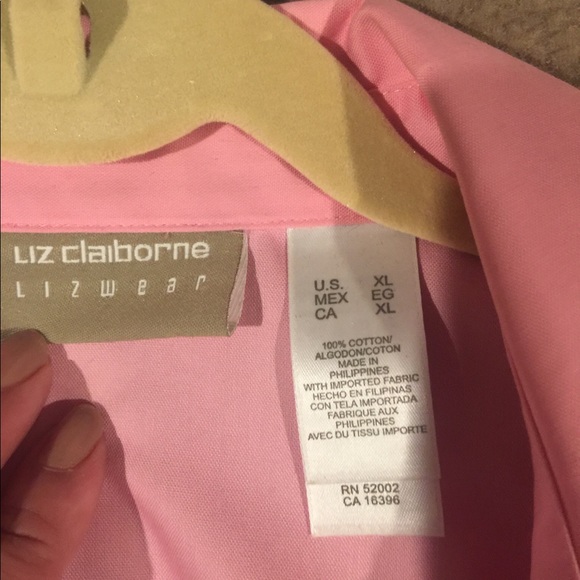 Liz claiborne
LIZWEAR
U.S. XL
MEX EG
CA XL
100% COTTON/
ALGODON/COTON
MADE IN
PHILIPPINES
WITH IMPORTED FABRIC
HECHO EN FILIPINAS
CON TELA IMPORTADA
FABRIQUE AUX
PHILIPPINES
AVEC DU TISSU IMPORTE
RN 52002
CA 16396